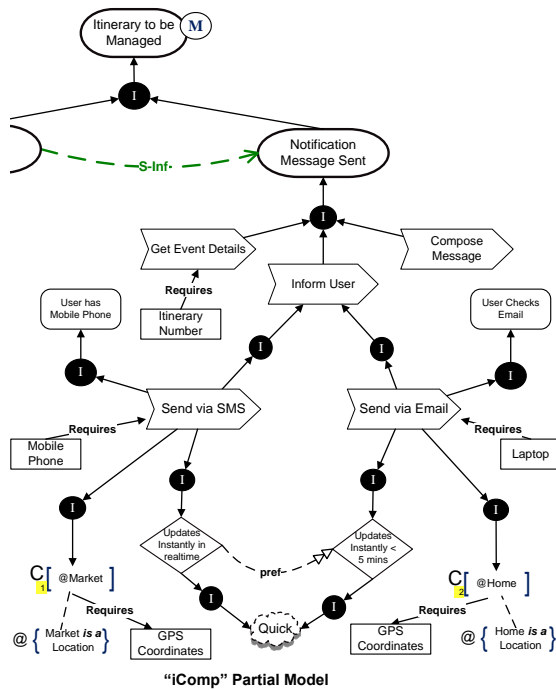 Itinerary to be
Managed
M
I
S-Inf-
Notification
Message Sent
I
Get Event Details
Compose
Message
Requires
Inform User
Itinerary
Number
User has
Mobile Phone
User Checks
Email
I
I
I
I
Send via SMS
Send via Email
Requires
Requires
Mobile
Phone
Laptop
I
I
I
I
Updates
Instantly in
realtime
Updates
Instantly <
5 mins
pref
C1[ @Market ]
C2[ @Home ]
I
I
Requires
Requires
Quick
@ { Market is a
Location }
GPS
Coordinates
GPS
Coordinates
@ { Home is a
Location }
“iComp” Partial Model